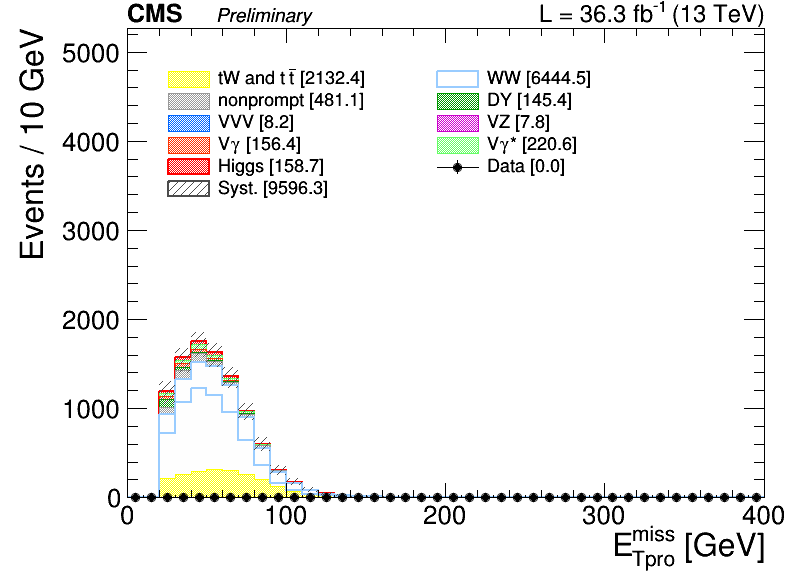 CMS Preliminary L = 36.3 fb⁻¹ (13 TeV)
Events / 10 GeV
5000
4000
3000
2000
1000
0
tW and tt̄ [2132.4]
nonprompt [481.1]
VVV [8.2]
Vγ [156.4]
Higgs [158.7]
Syst. [9596.3]
WW [6444.5]
DY [145.4]
VZ [7.8]
Vγ* [220.6]
Data [0.0]
0 100 200 300 400
E_Tpro^miss [GeV]